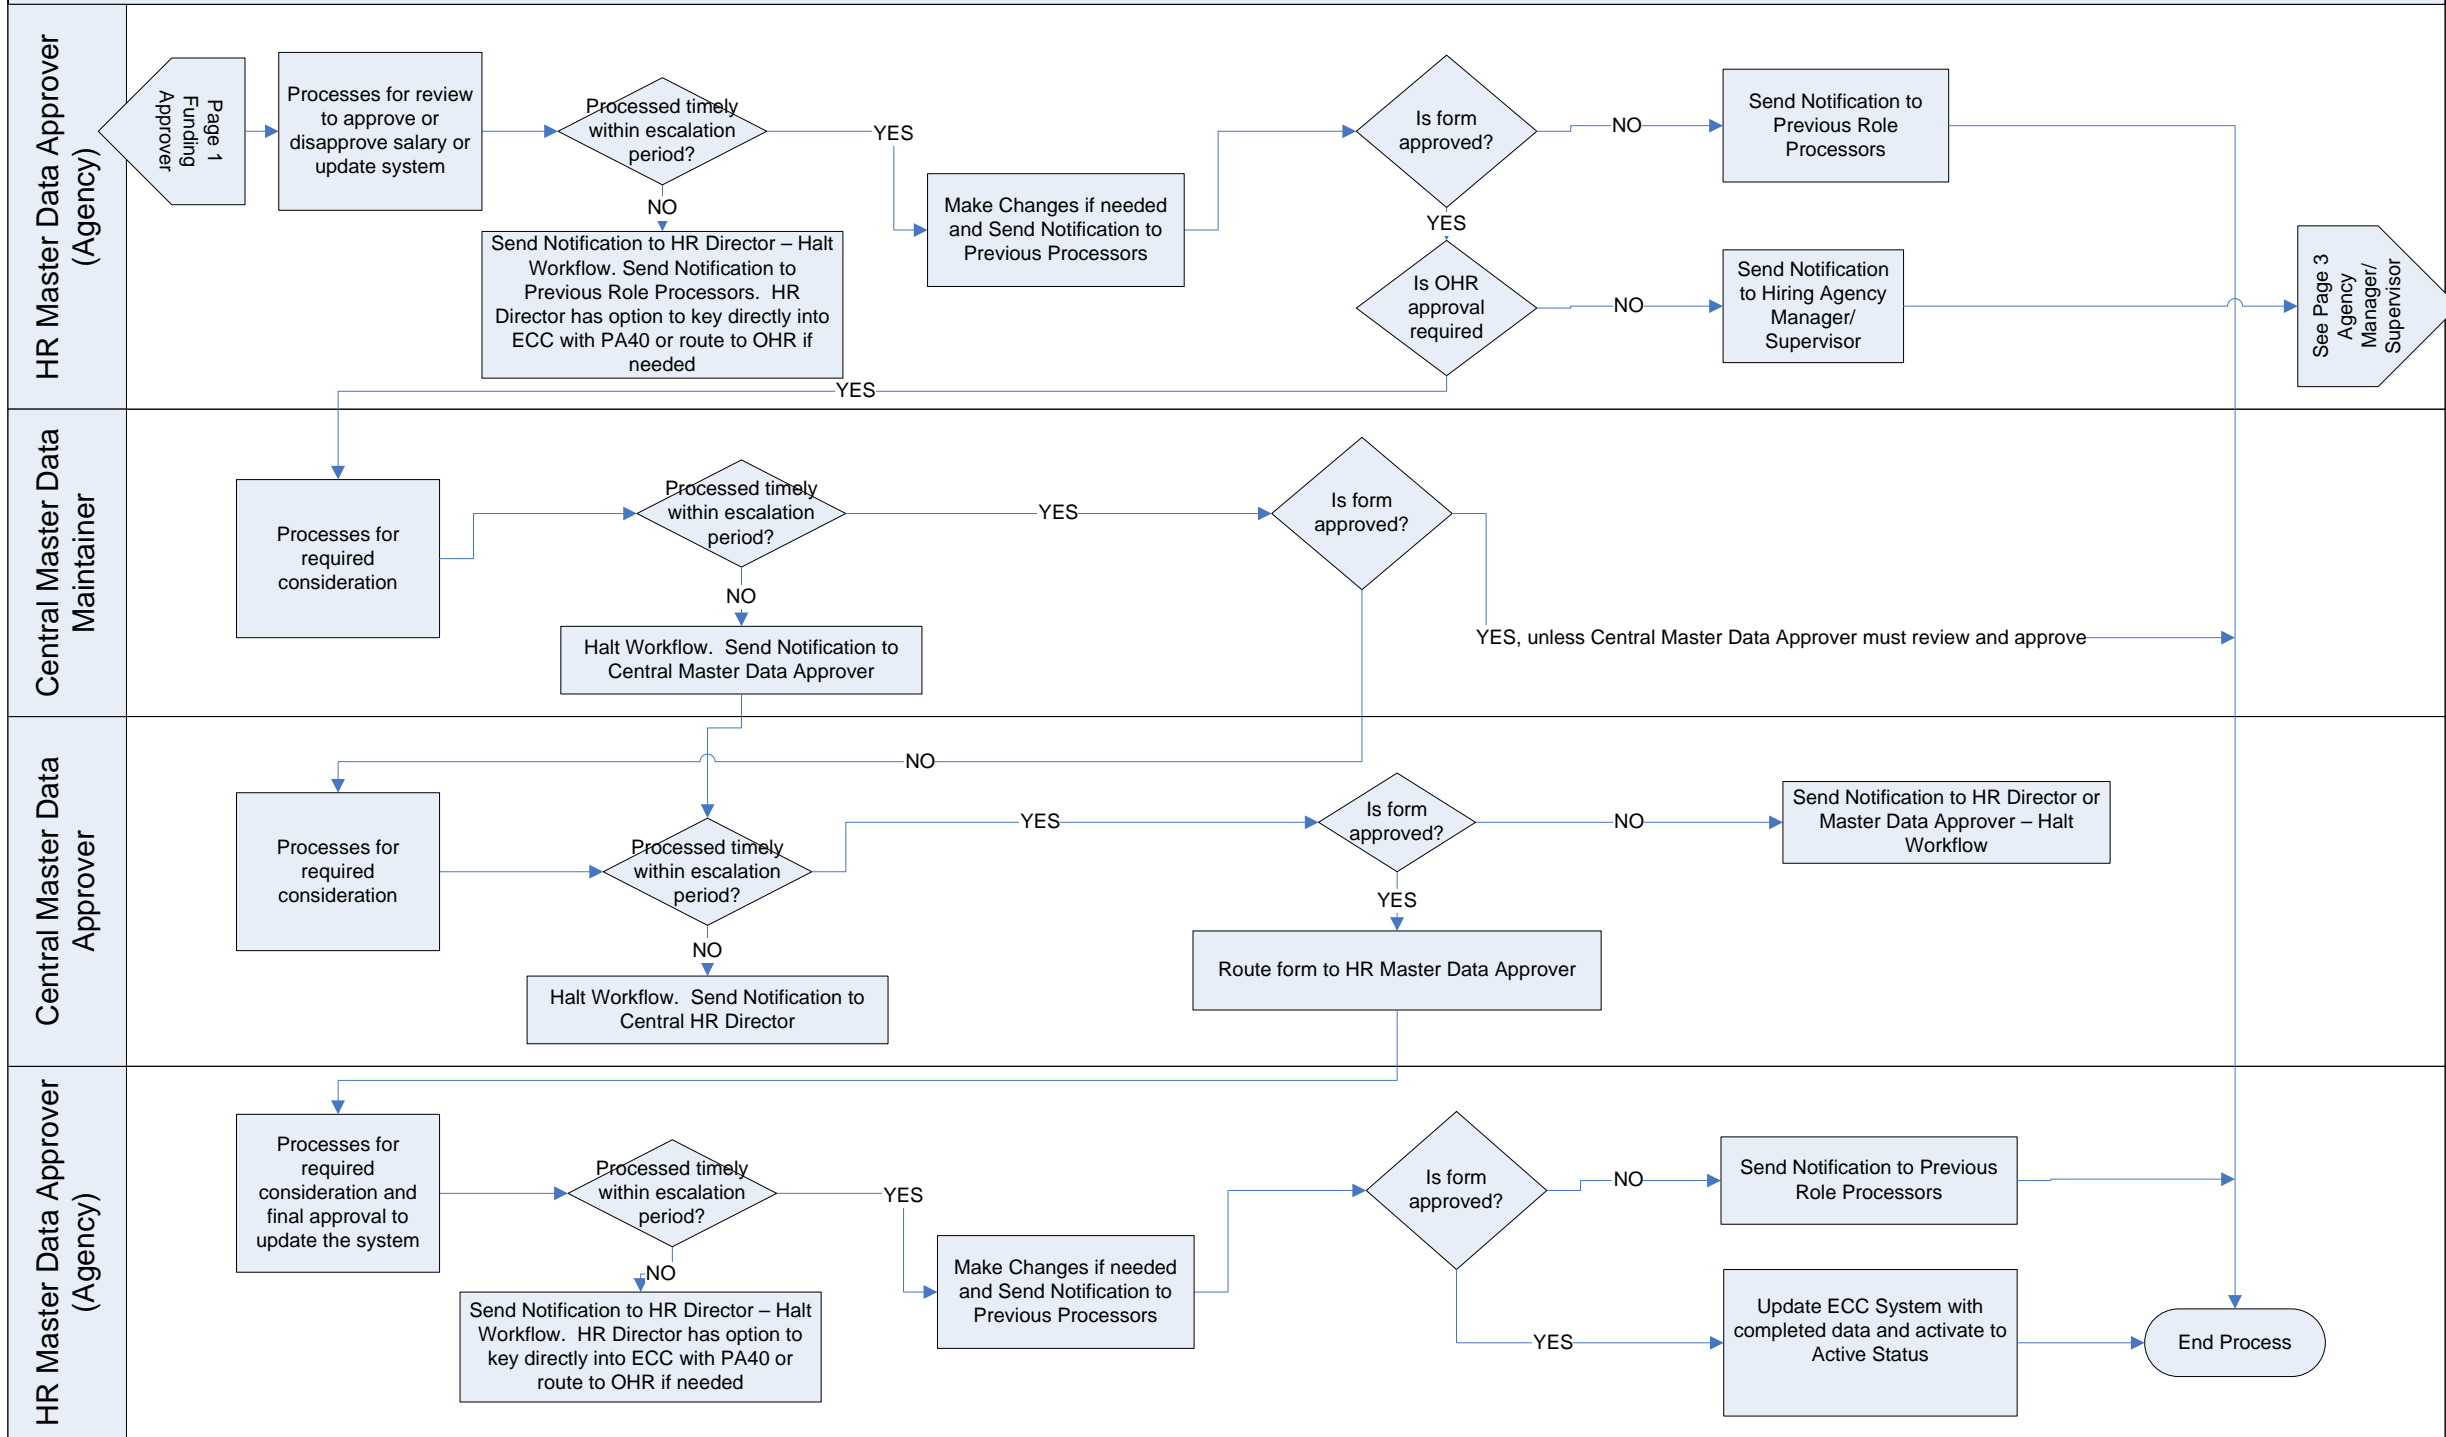 HR Master Data Approver
(Agency)
Page 1
Funding
Approver
Processes for review
to approve or
disapprove salary or
update system
Processed timely
within escalation
period?
YES
NO
Send Notification to HR Director – Halt
Workflow. Send Notification to
Previous Role Processors.  HR
Director has option to key directly into
ECC with PA40 or route to OHR if
needed
Make Changes if needed
and Send Notification to
Previous Processors
Is form
approved?
NO
Send Notification to
Previous Role
Processors
YES
Is OHR
approval
required
NO
Send Notification
to Hiring Agency
Manager/
Supervisor
See Page 3
Agency
Manager/
Supervisor
YES
Central Master Data
Maintainer
Processes for
required
consideration
Processed timely
within escalation
period?
YES
NO
Halt Workflow.  Send Notification to
Central Master Data Approver
Is form
approved?
YES, unless Central Master Data Approver must review and approve
NO
Central Master Data
Approver
Processes for
required
consideration
Processed timely
within escalation
period?
YES
NO
Halt Workflow.  Send Notification to
Central HR Director
Is form
approved?
NO
Send Notification to HR Director or
Master Data Approver – Halt
Workflow
YES
Route form to HR Master Data Approver
HR Master Data Approver
(Agency)
Processes for
required
consideration and
final approval to
update the system
Processed timely
within escalation
period?
YES
NO
Send Notification to HR Director – Halt
Workflow.  HR Director has option to
key directly into ECC with PA40 or
route to OHR if needed
Make Changes if needed
and Send Notification to
Previous Processors
Is form
approved?
NO
Send Notification to Previous
Role Processors
YES
Update ECC System with
completed data and activate to
Active Status
End Process